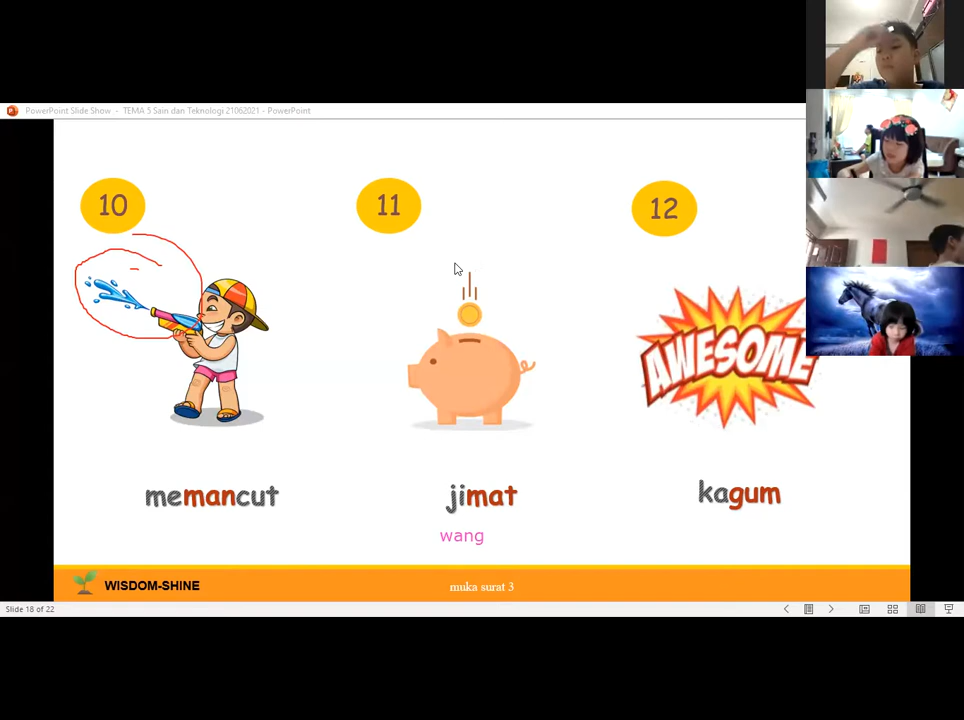 PowerPoint Slide Show - TEMA 5 Sain dan Teknologi 21062021 - PowerPoint
10
11
12
AWESOME
memancut
jimat
kagum
wang
WISDOM-SHINE
muka surat 3
Slide 18 of 22